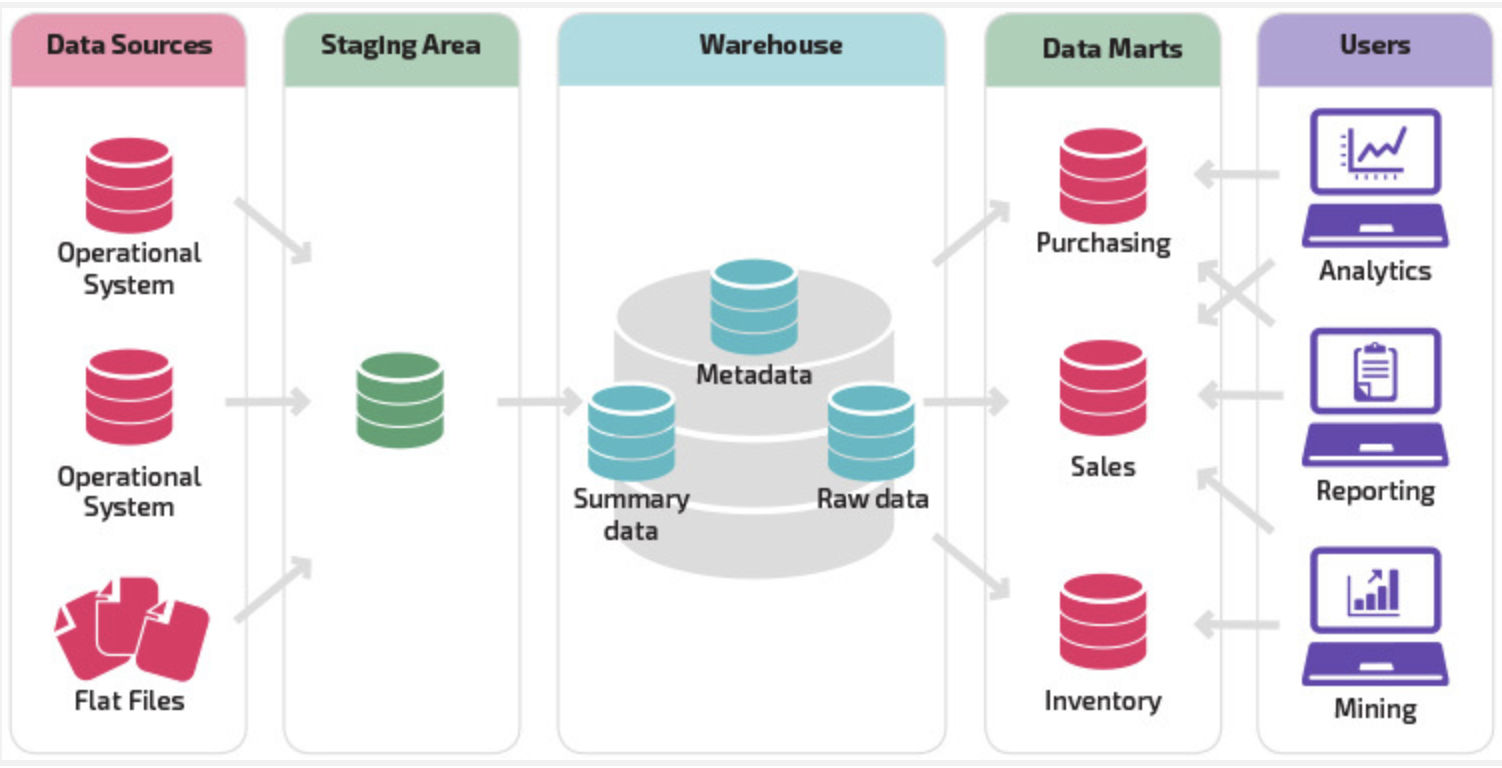 Data Sources
Staging Area
Warehouse
Data Marts
Users
Operational
System
Operational
System
Flat Files
Metadata
Summary
data
Raw data
Purchasing
Sales
Inventory
Analytics
Reporting
Mining